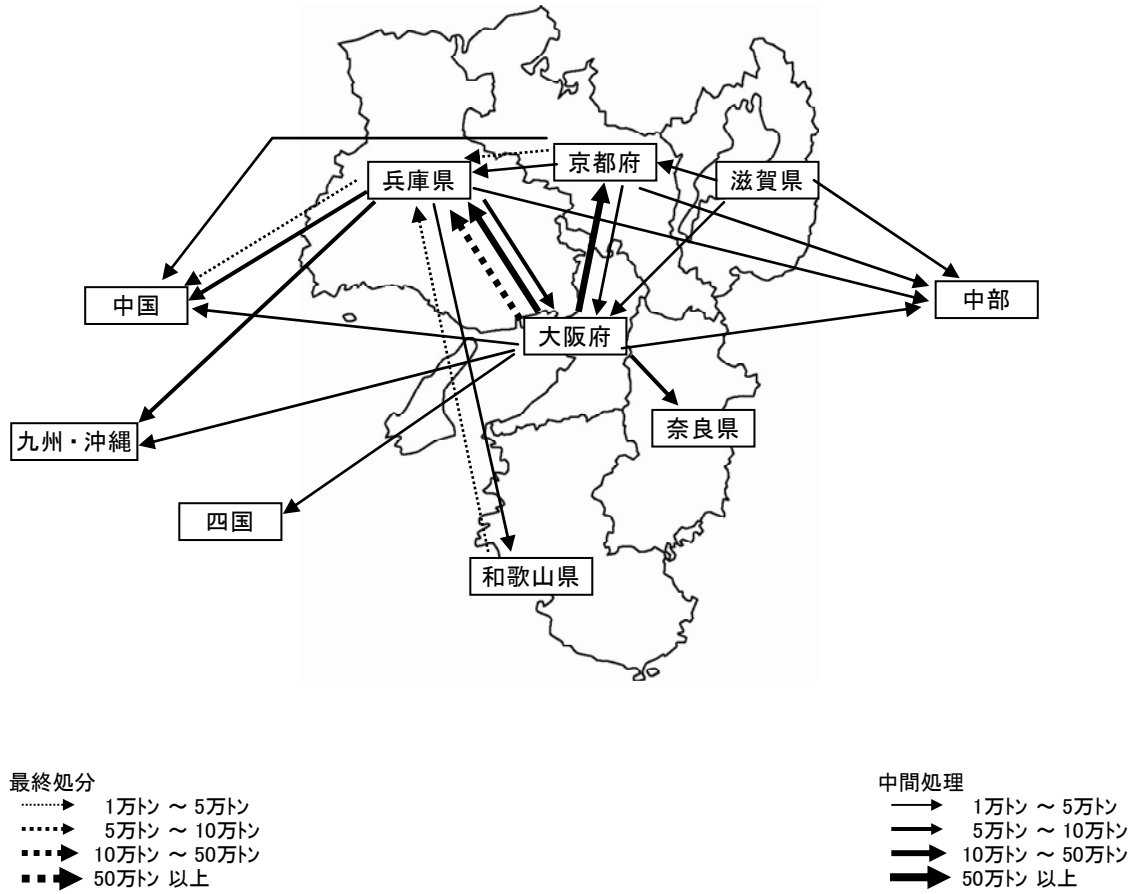 京都府
兵庫県
滋賀県
中国
中部
大阪府
奈良県
九州・沖縄
四国
和歌山県
最終処分
1万トン ～ 5万トン
5万トン ～ 10万トン
10万トン ～ 50万トン
50万トン 以上
中間処理
1万トン ～ 5万トン
5万トン ～ 10万トン
10万トン ～ 50万トン
50万トン 以上